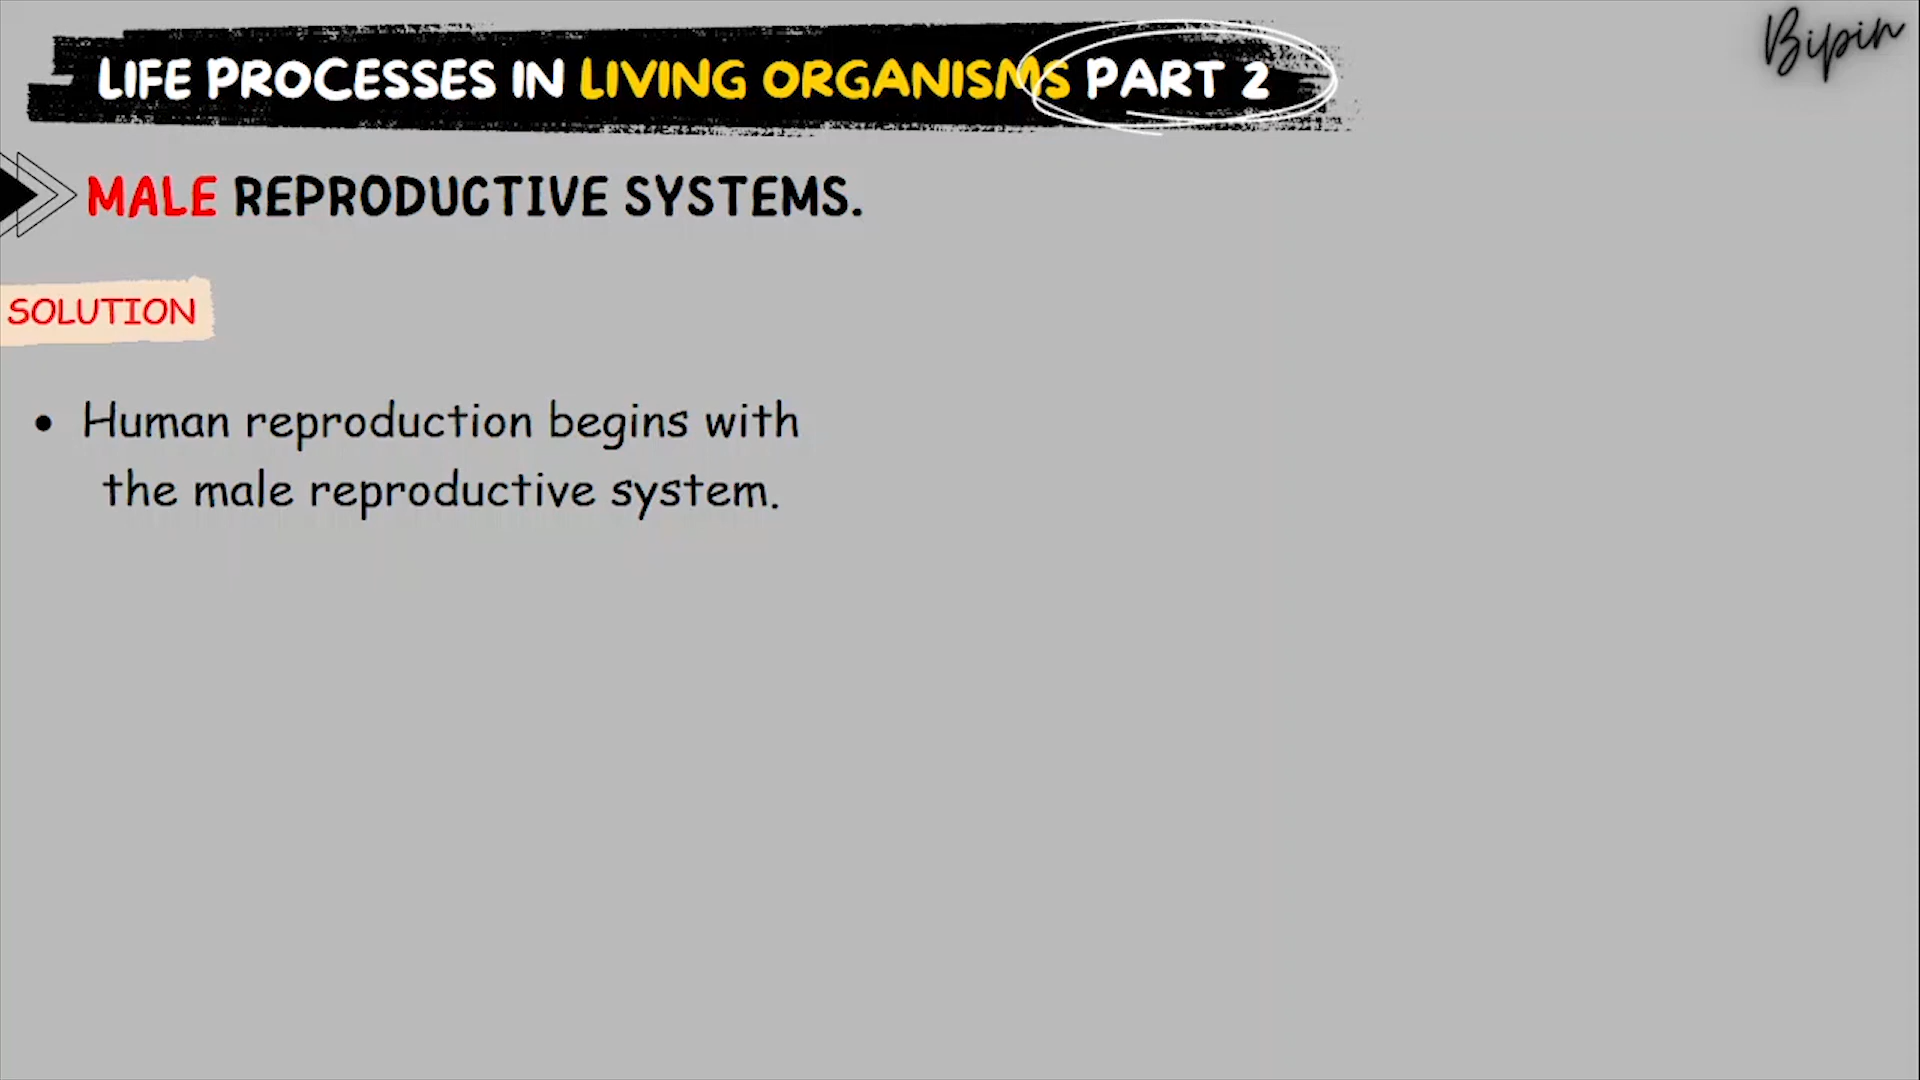 Bipin
LIFE PROCESSES IN LIVING ORGANISMS PART 2
MALE REPRODUCTIVE SYSTEMS.
SOLUTION
• Human reproduction begins with
the male reproductive system.